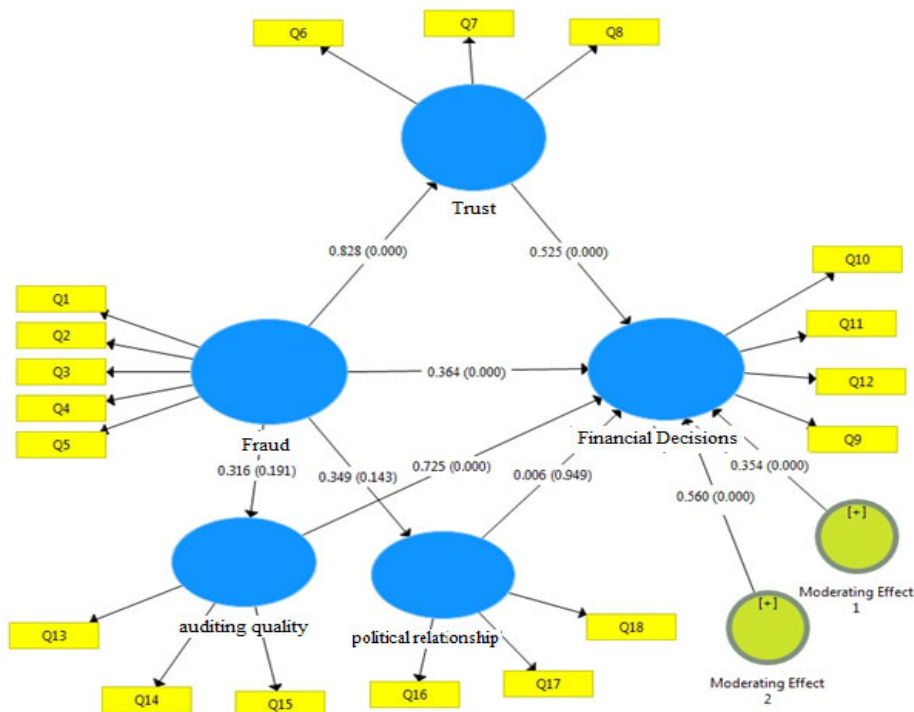 Q6
Q7
Q8
Trust
0.828 (0.000)
0.525 (0.000)
Q10
Q1
Q11
Q2
Q3
0.364 (0.000)
Q12
Q4
Q5
Fraud
Financial Decisions
Q9
0.316 (0.191)
0.349 (0.143)
0.725 (0.000)
0.006 (0.949)
0.354 (0.000)
0.560 (0.000)
[+]
Moderating Effect
1
[+]
Moderating Effect
2
Q13
auditing quality
political relationship
Q18
Q14
Q15
Q16
Q17